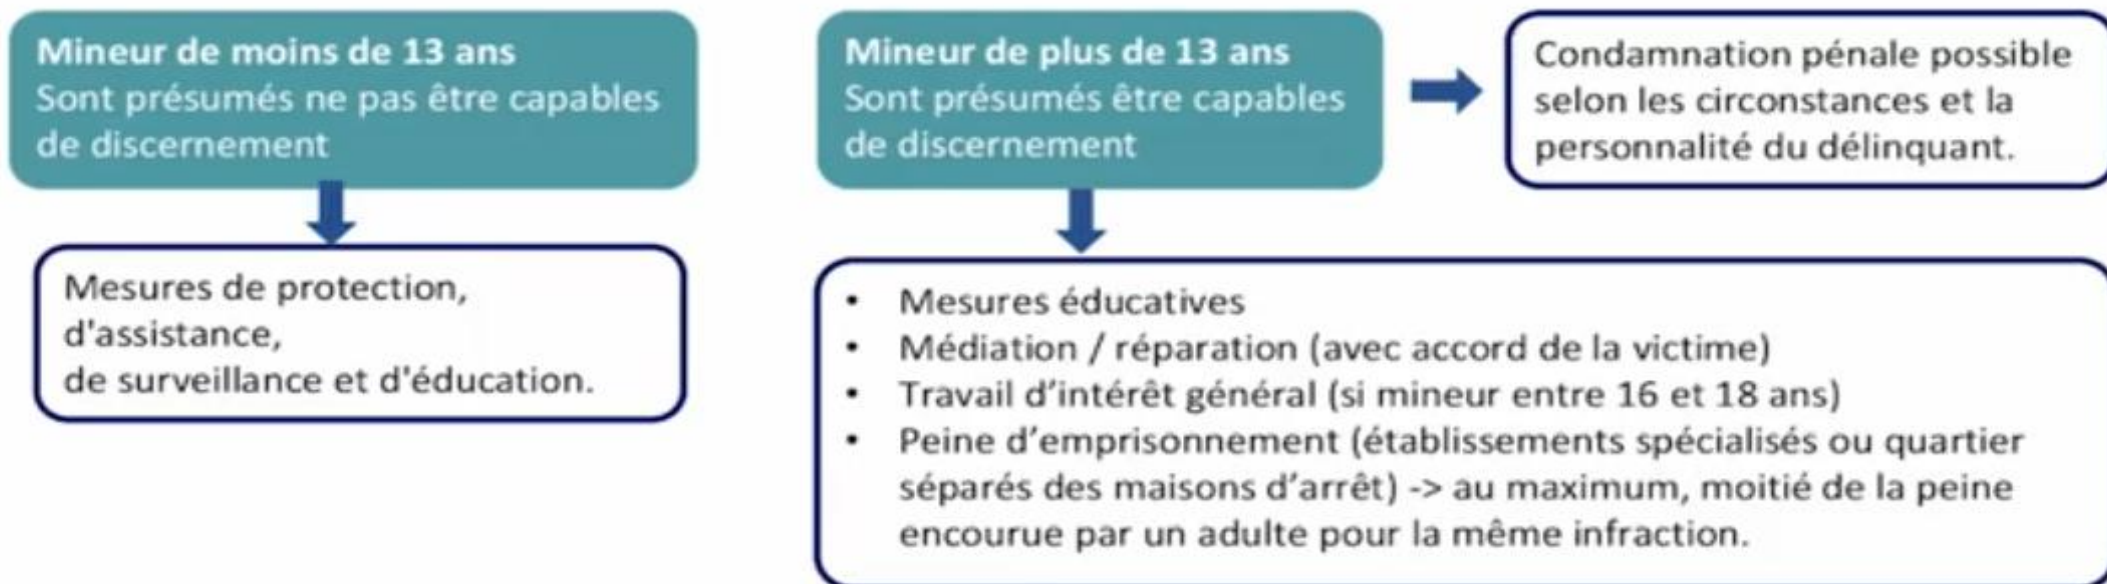 Mineur de moins de 13 ans
Sont présumés ne pas être capables
de discernement
Mesures de protection,
d'assistance,
de surveillance et d'éducation.
Mineur de plus de 13 ans
Sont présumés être capables
de discernement
Condamnation pénale possible
selon les circonstances et la
personnalité du délinquant.
• Mesures éducatives
• Médiation / réparation (avec accord de la victime)
• Travail d’intérêt général (si mineur entre 16 et 18 ans)
• Peine d’emprisonnement (établissements spécialisés ou quartier
séparés des maisons d’arrêt) -> au maximum, moitié de la peine
encourue par un adulte pour la même infraction.